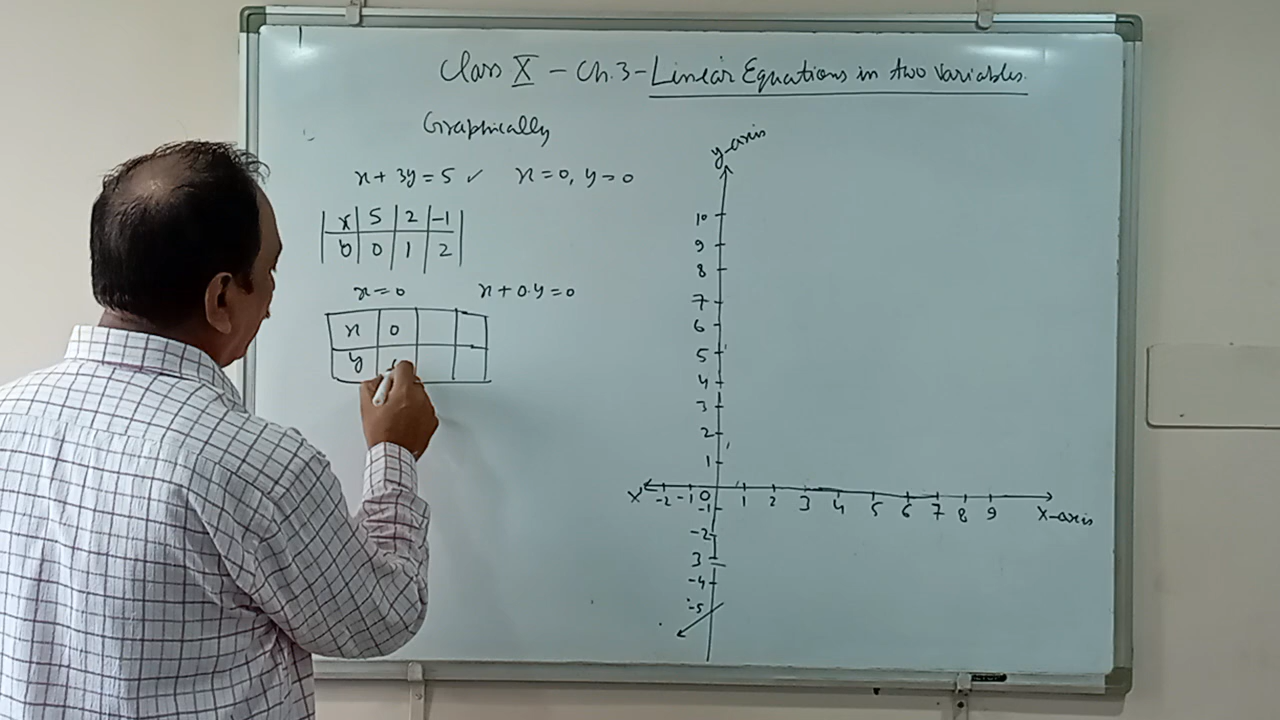 Class X - Ch.3 - Linear Equations in two variables.
Graphically
x + 3y = 5 ✓ x = 0, y = 0
x 5 2 -1
y 0 1 2
x = 0 x + 0.y = 0
x 0
y
y-axis
10
9
8
7
6
5
4
3
2
1
X' -2 -1 0 1 2 3 4 5 6 7 8 9 X-axis
-1
-2
3
-4
-5